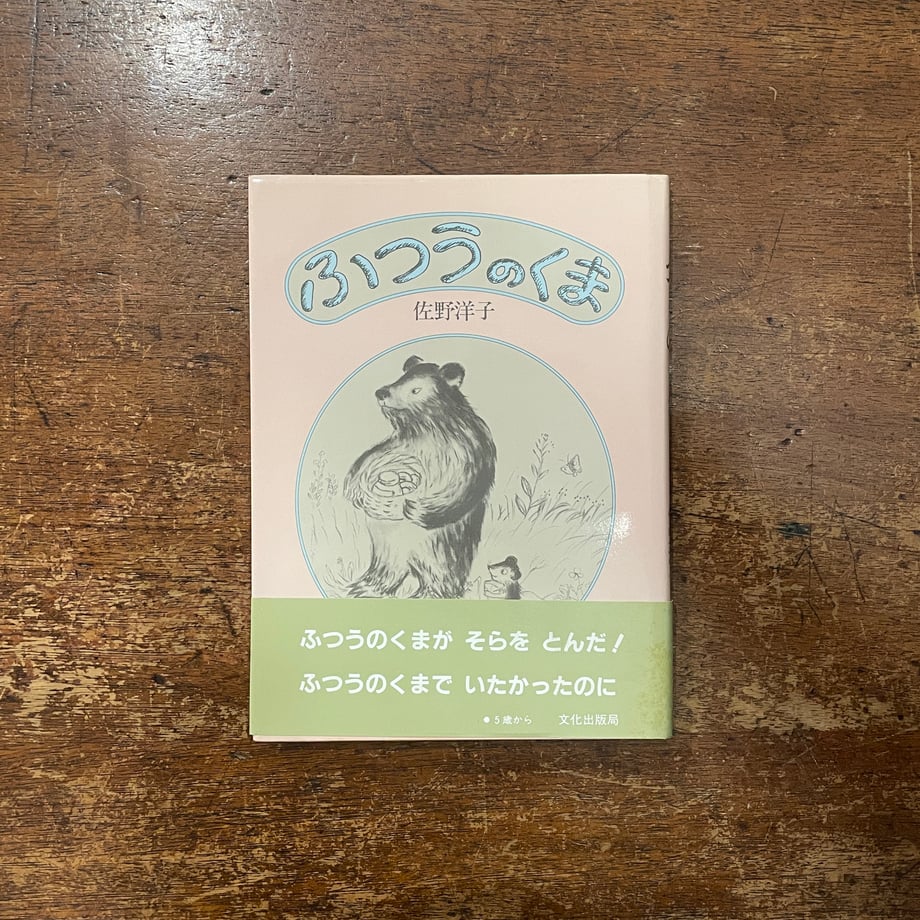 ふつうのくま
佐野洋子
ふつうのくまが そらを とんだ!
ふつうのくまで いたかったのに
●5歳から 文化出版局